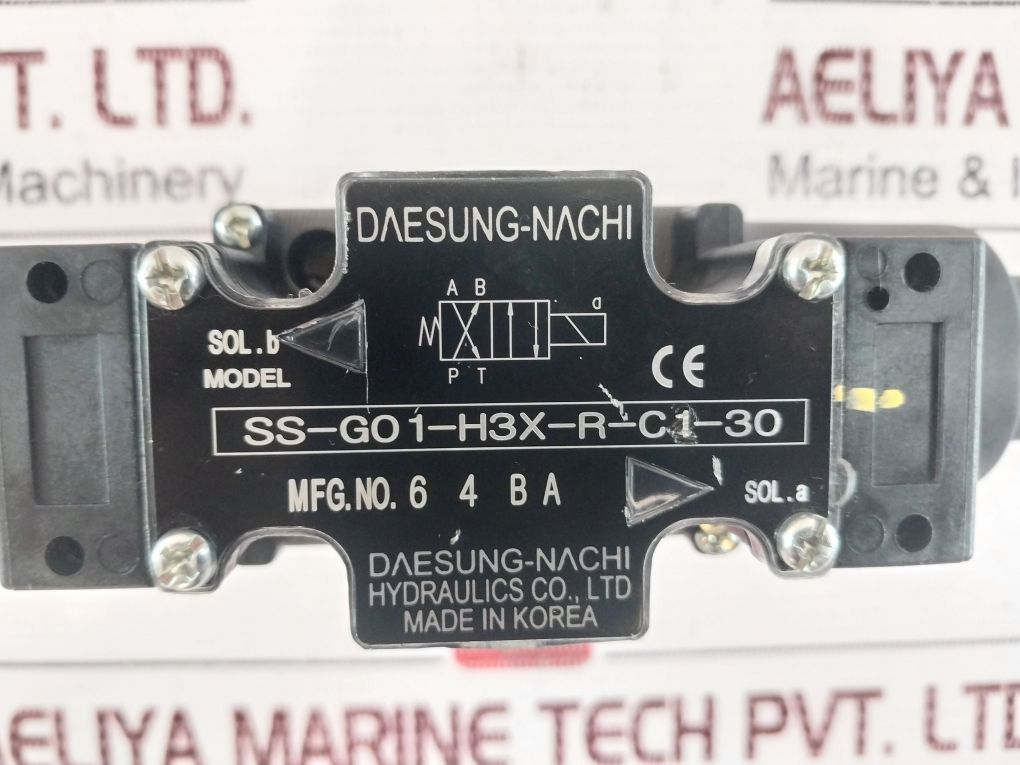 T. LTD.
Machinery
AELIYA
Marine &
DAESUNG-NACHI
A B
a
P T
SOL.b
MODEL
CE
SS-G01-H3X-R-C1-30
MFG.NO. 6 4 B A
SOL.a
DAESUNG-NACHI
HYDRAULICS CO., LTD
MADE IN KOREA
AELIYA MARINE TECH PVT. LTD